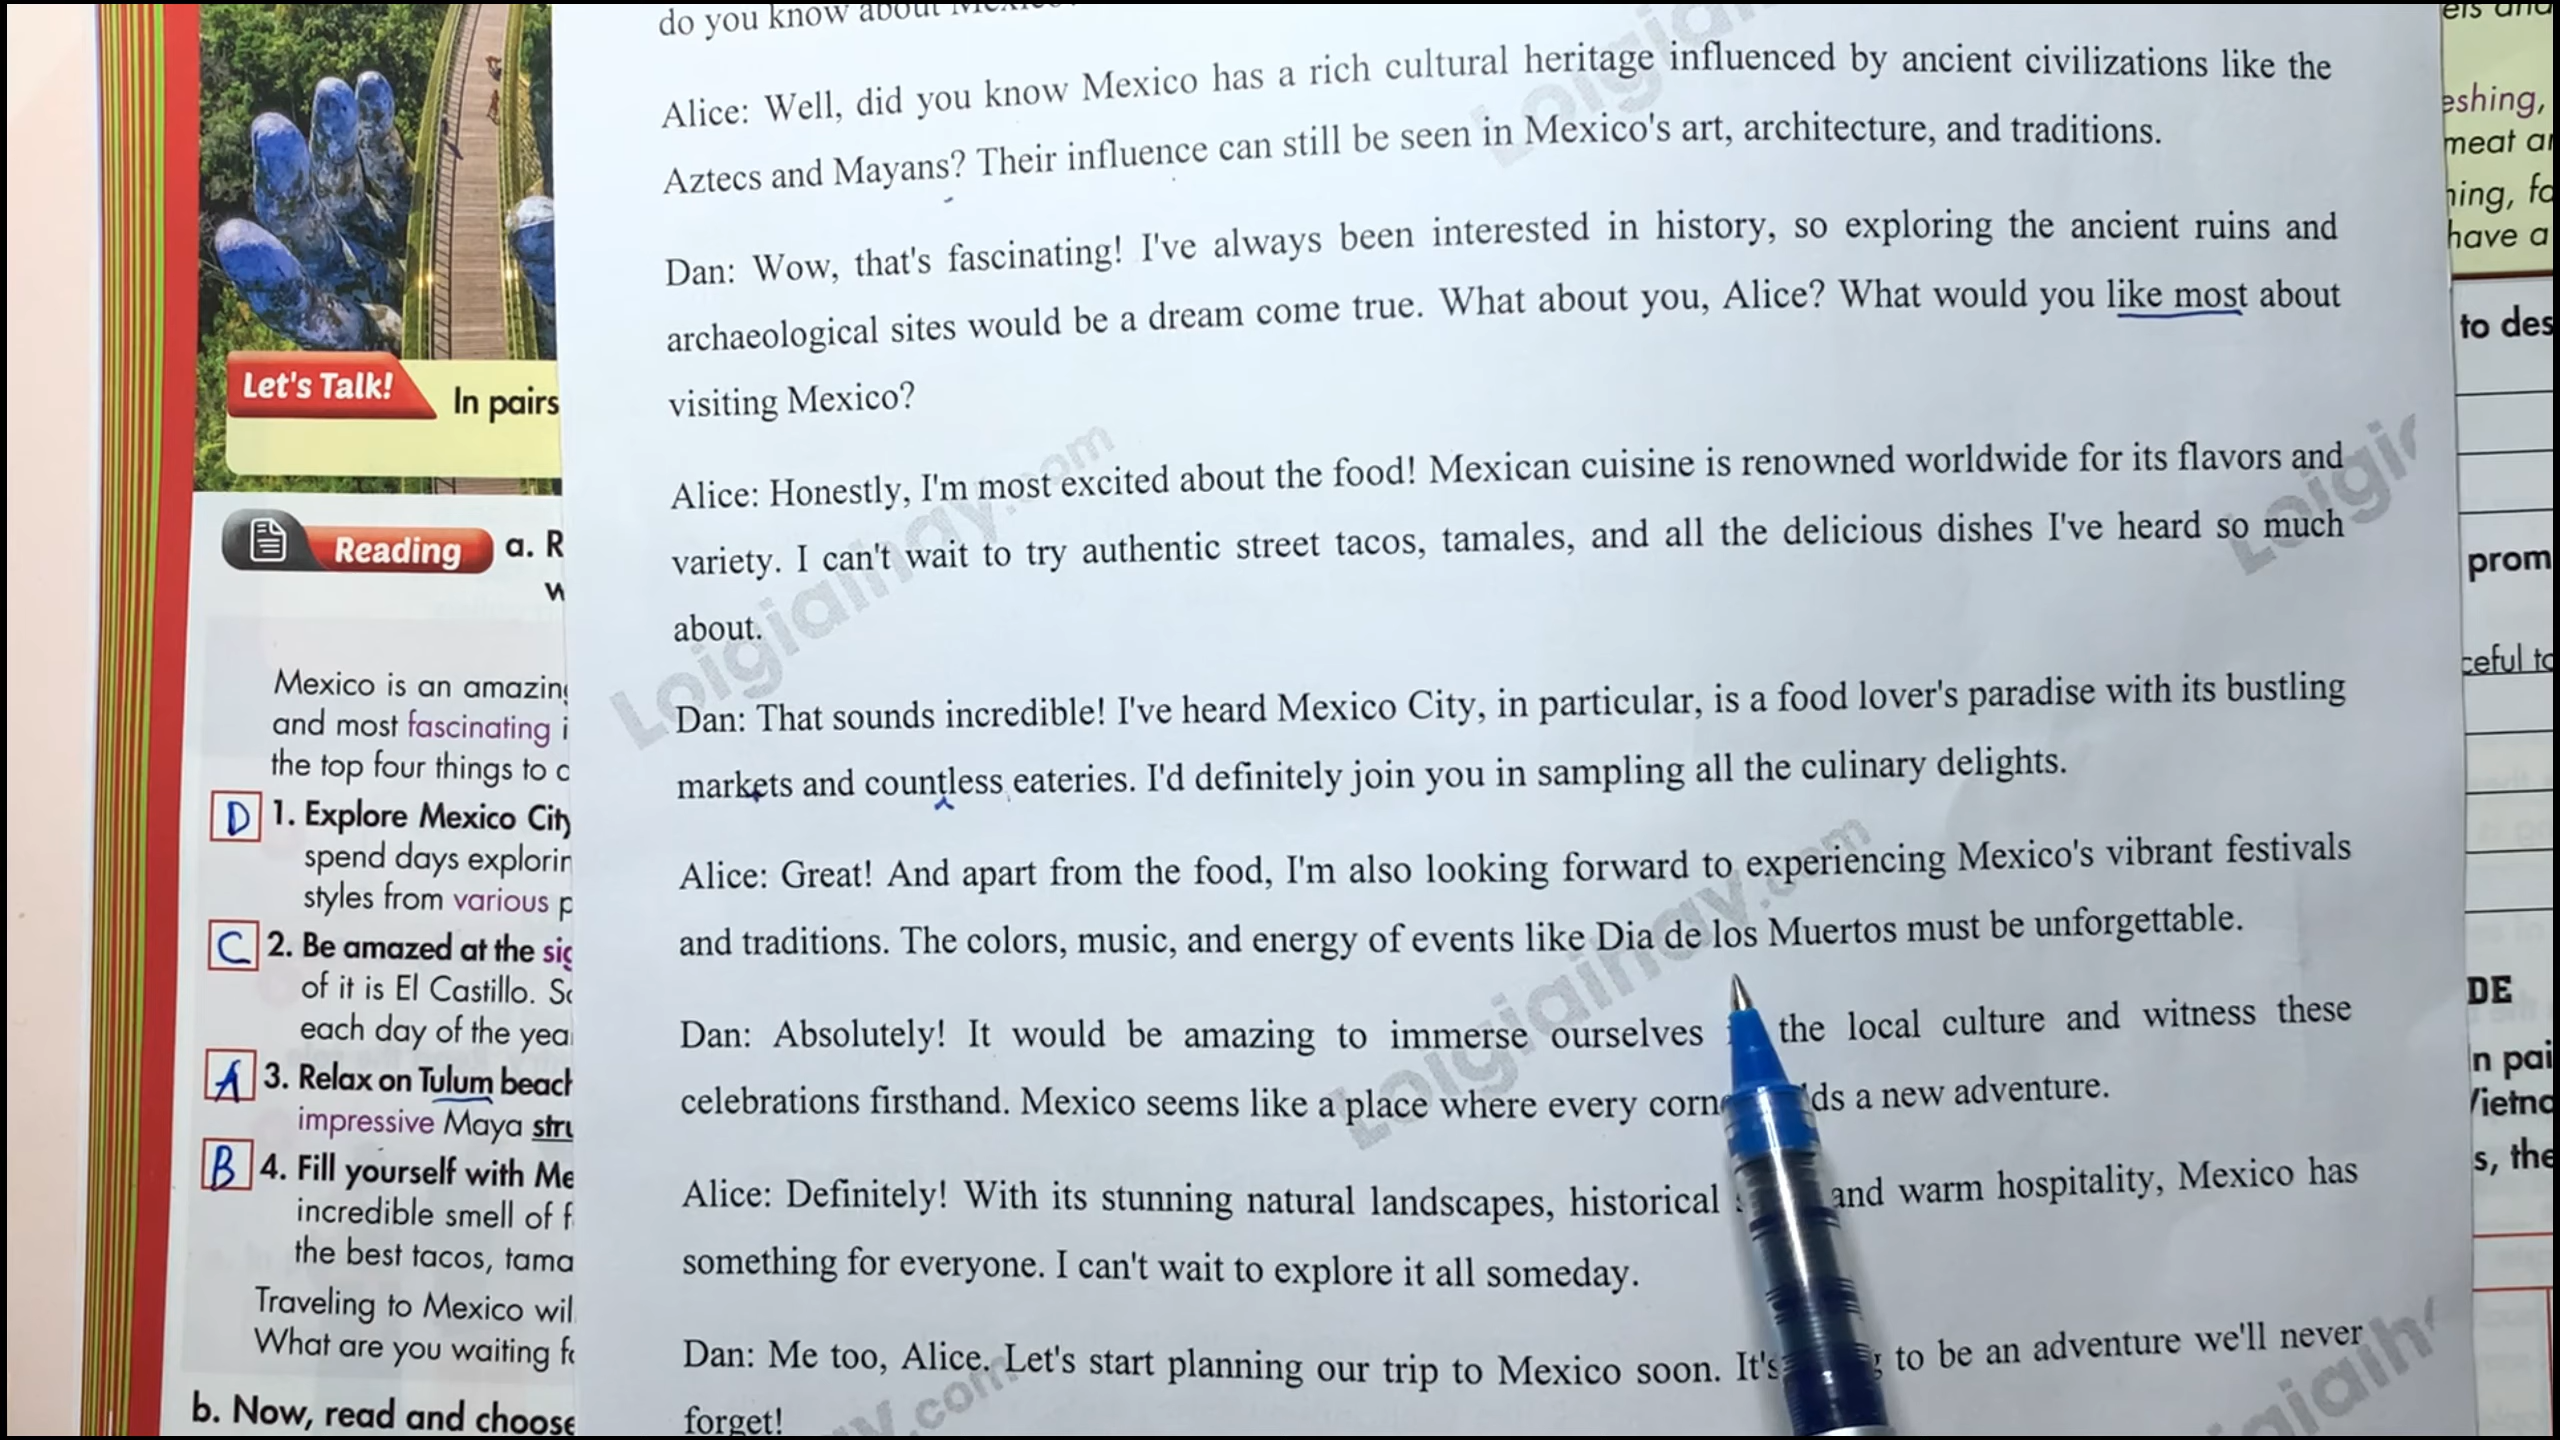 do you know about
Alice: Well, did you know Mexico has a rich cultural heritage influenced by ancient civilizations like the
Aztecs and Mayans? Their influence can still be seen in Mexico's art, architecture, and traditions.
Dan: Wow, that's fascinating! I've always been interested in history, so exploring the ancient ruins and
archaeological sites would be a dream come true. What about you, Alice? What would you like most about
visiting Mexico?
Alice: Honestly, I'm most excited about the food! Mexican cuisine is renowned worldwide for its flavors and
variety. I can't wait to try authentic street tacos, tamales, and all the delicious dishes I've heard so much
about.
Dan: That sounds incredible! I've heard Mexico City, in particular, is a food lover's paradise with its bustling
markets and countless eateries. I'd definitely join you in sampling all the culinary delights.
Alice: Great! And apart from the food, I'm also looking forward to experiencing Mexico's vibrant festivals
and traditions. The colors, music, and energy of events like Dia de los Muertos must be unforgettable.
Dan: Absolutely! It would be amazing to immerse ourselves the local culture and witness these
celebrations firsthand. Mexico seems like a place where every a new adventure.
Alice: Definitely! With its stunning natural landscapes, historical and warm hospitality, Mexico has
something for everyone. I can't wait to explore it all someday.
Dan: Me too, Alice. Let's start planning our trip to Mexico soon. It's to be an adventure we'll never
forget!
Let's Talk!
In pairs
Reading
a.
Mexico is an
and most fascinating
the top four things to
D 1. Explore Mexico City
spend days
styles from various
C 2. Be amazed at the
of it is El Castillo.
each day of the
A 3. Relax on Tulum
impressive Maya
B 4. Fill yourself with
incredible smell of
the best tacos,
Traveling to Mexico
What are you waiting
b. Now, read and choose
Loigiaihay.com
Loigiaihay.com
and
meat
have a
to
the